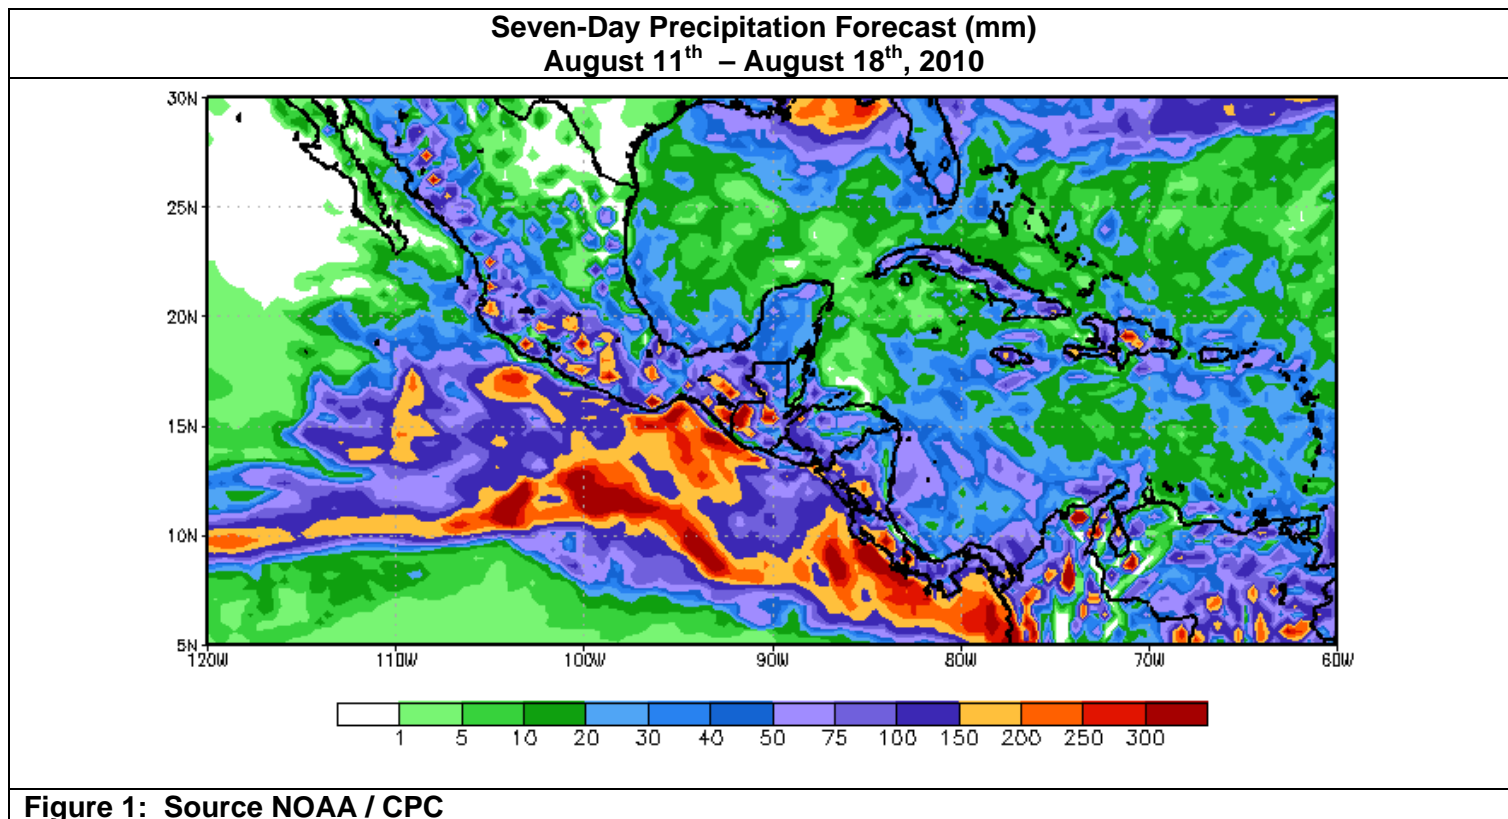 Seven-Day Precipitation Forecast (mm)
August 11th – August 18th, 2010
30N
25N
20N
15N
10N
5N
120W 110W 100W 90W 80W 70W 60W
1 5 10 20 30 40 50 75 100 150 200 250 300
Figure 1: Source NOAA / CPC